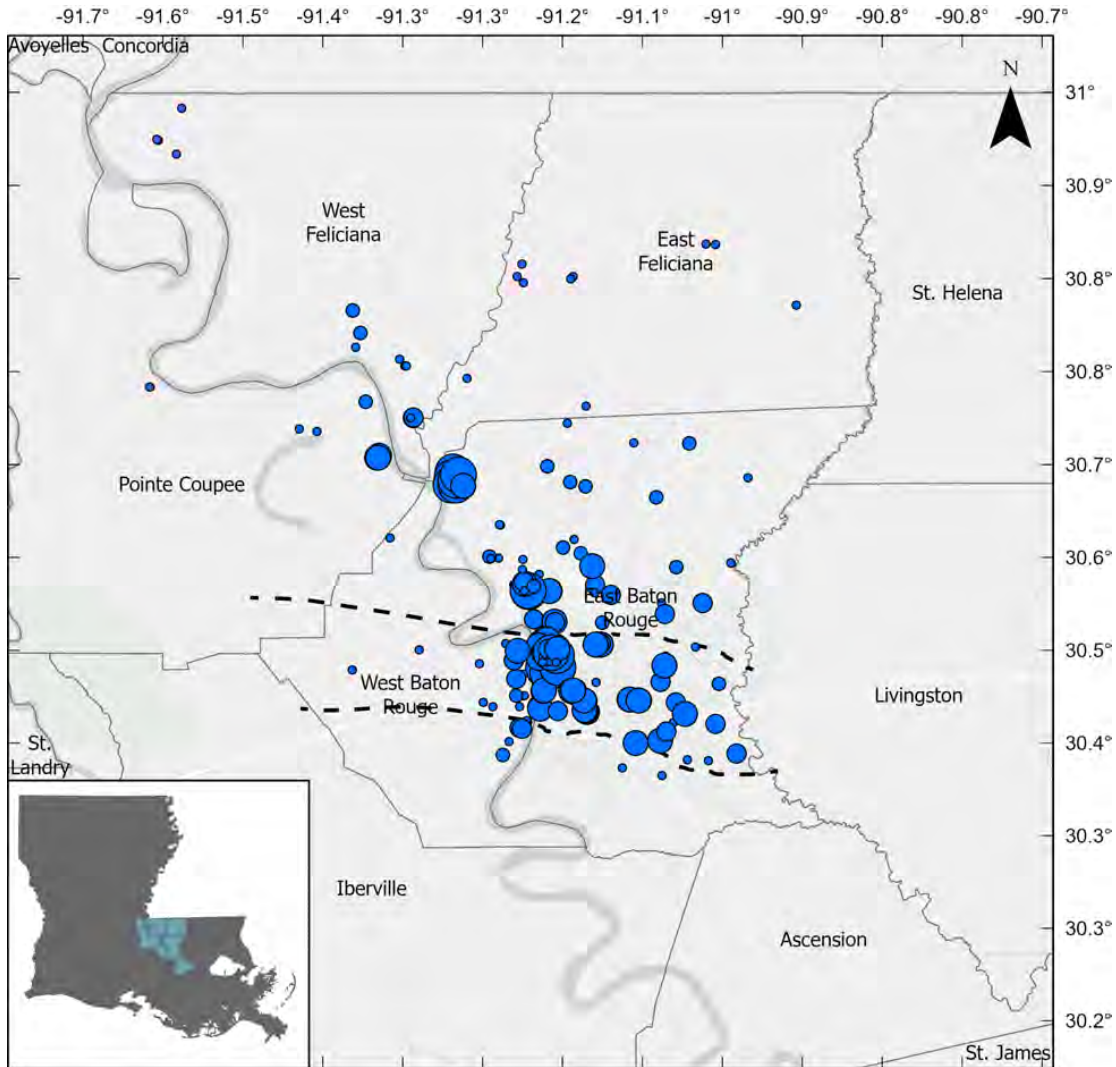 -91.7 -91.6 -91.5 -91.4 -91.3 -91.3 -91.2 -91.1 -91.1 -91.0 -90.9 -90.8 -90.8 -90.7°
Avoyelles Concordia
N
31°
30.9°
West
Feliciana
East
Feliciana
30.8°
St. Helena
30.8°
Pointe Coupee
30.7°
30.6°
East Baton
Rouge
30.5°
West Baton
Rouge
Livingston
St.
Landry
30.4°
30.3°
Iberville
Ascension
30.3°
30.2°
St. James